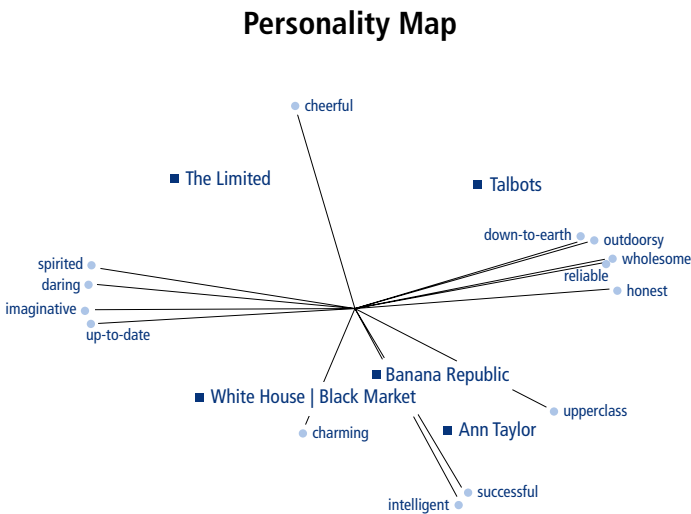 Personality Map
cheerful
The Limited
Talbots
down-to-earth
outdoorsy
spirited
wholesome
reliable
daring
honest
imaginative
up-to-date
Banana Republic
White House | Black Market
upperclass
charming
Ann Taylor
successful
intelligent